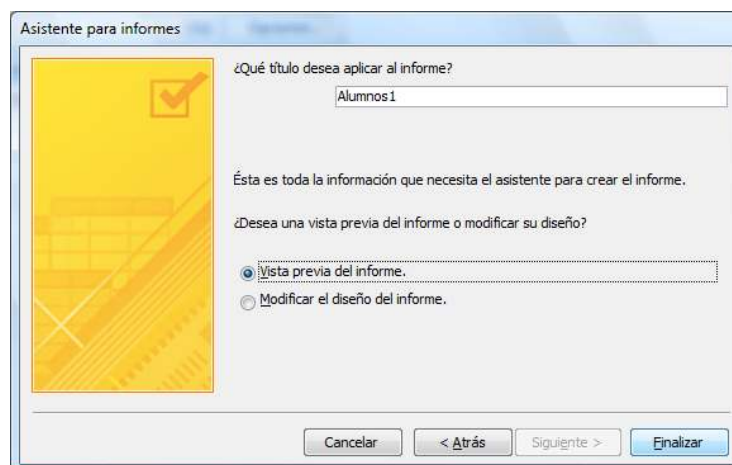 Asistente para informes
¿Qué título desea aplicar al informe?
Alumnos1
Ésta es toda la información que necesita el asistente para crear el informe.
¿Desea una vista previa del informe o modificar su diseño?
Vista previa del informe.
Modificar el diseño del informe.
Cancelar < Atrás Siguiente > Finalizar